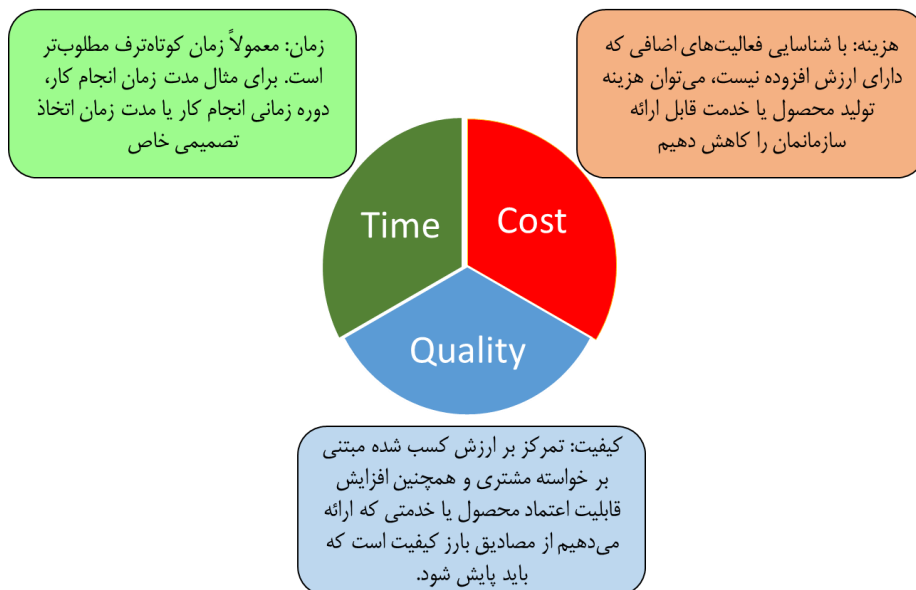 هزینه: با شناسایی فعالیت‌های اضافی که
دارای ارزش افزوده نیست، می‌توان هزینه
تولید محصول یا خدمت قابل ارائه
سازمانمان را کاهش دهیم
زمان: معمولاً زمان کوتاه‌ترف مطلوب‌تر
است. برای مثال مدت زمان انجام کار،
دوره زمانی انجام کار یا مدت زمان اتخاذ
تصمیمی خاص
Time
Cost
Quality
کیفیت: تمرکز بر ارزش کسب شده مبتنی
بر خواسته مشتری و همچنین افزایش
قابلیت اعتماد محصول یا خدمتی که ارائه
می‌دهیم از مصادیق بارز کیفیت است که
باید پایش شود.